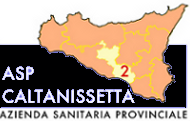 2
ASP
CALTANISSETTA
AZIENDA SANITARIA PROVINCIALE